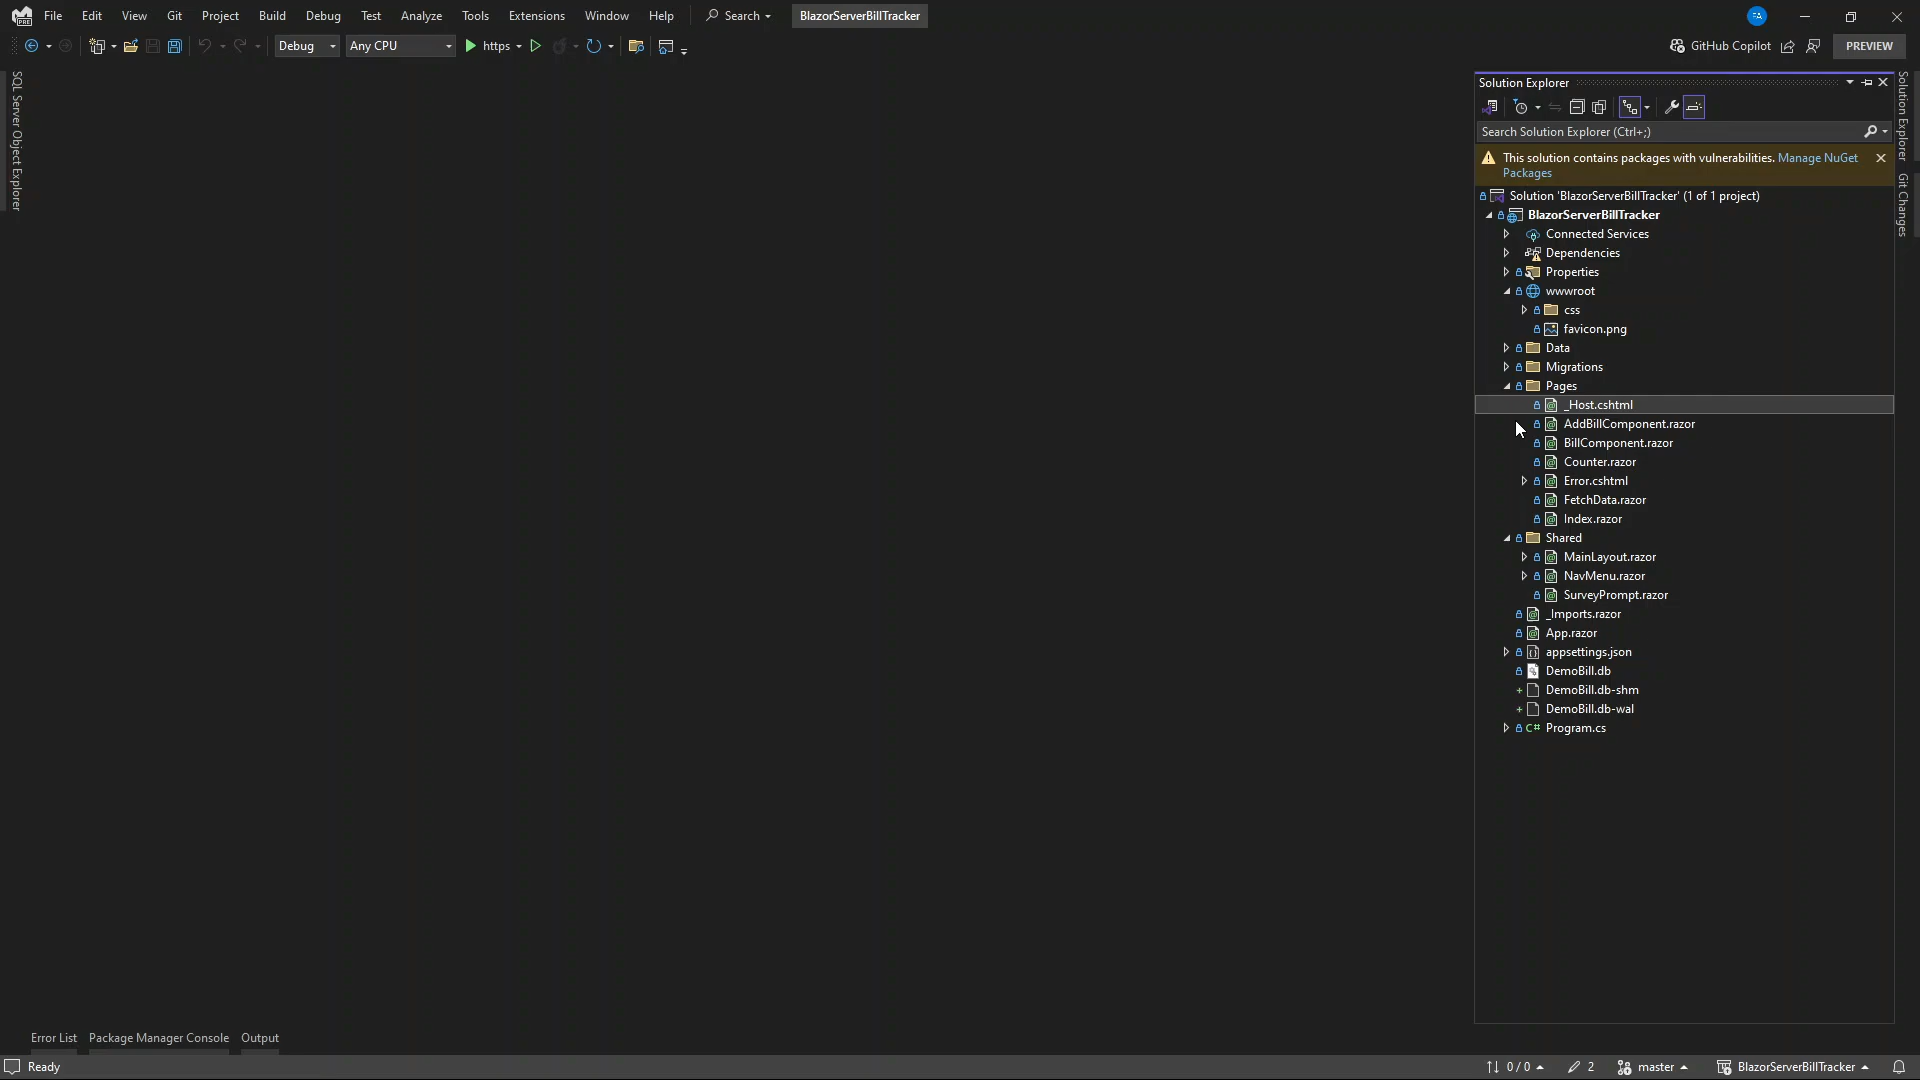 File Edit View Git Project Build Debug Test Analyze Tools Extensions Window Help Search BlazorServerBillTracker
EA
Debug Any CPU https GitHub Copilot PREVIEW
SQL Server Object Explorer
Solution Explorer
Search Solution Explorer (Ctrl+;)
This solution contains packages with vulnerabilities. Manage NuGet
Packages
Solution 'BlazorServerBillTracker' (1 of 1 project)
BlazorServerBillTracker
Connected Services
Dependencies
Properties
wwwroot
css
favicon.png
Data
Migrations
Pages
_Host.cshtml
AddBillComponent.razor
BillComponent.razor
Counter.razor
Error.cshtml
FetchData.razor
Index.razor
Shared
MainLayout.razor
NavMenu.razor
SurveyPrompt.razor
_Imports.razor
App.razor
appsettings.json
DemoBill.db
DemoBill.db-shm
DemoBill.db-wal
C# Program.cs
Solution Explorer
Git Changes
Error List Package Manager Console Output
Ready 0 / 0 2 master BlazorServerBillTracker